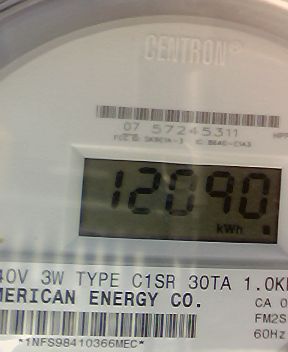 CENTRON®
07 57245311
12090
kWh
40V 3W TYPE C1SR 30TA 1.0K
MERICAN ENERGY CO.
CA 0
FM2S
60Hz
*1NFS98410366MEC*